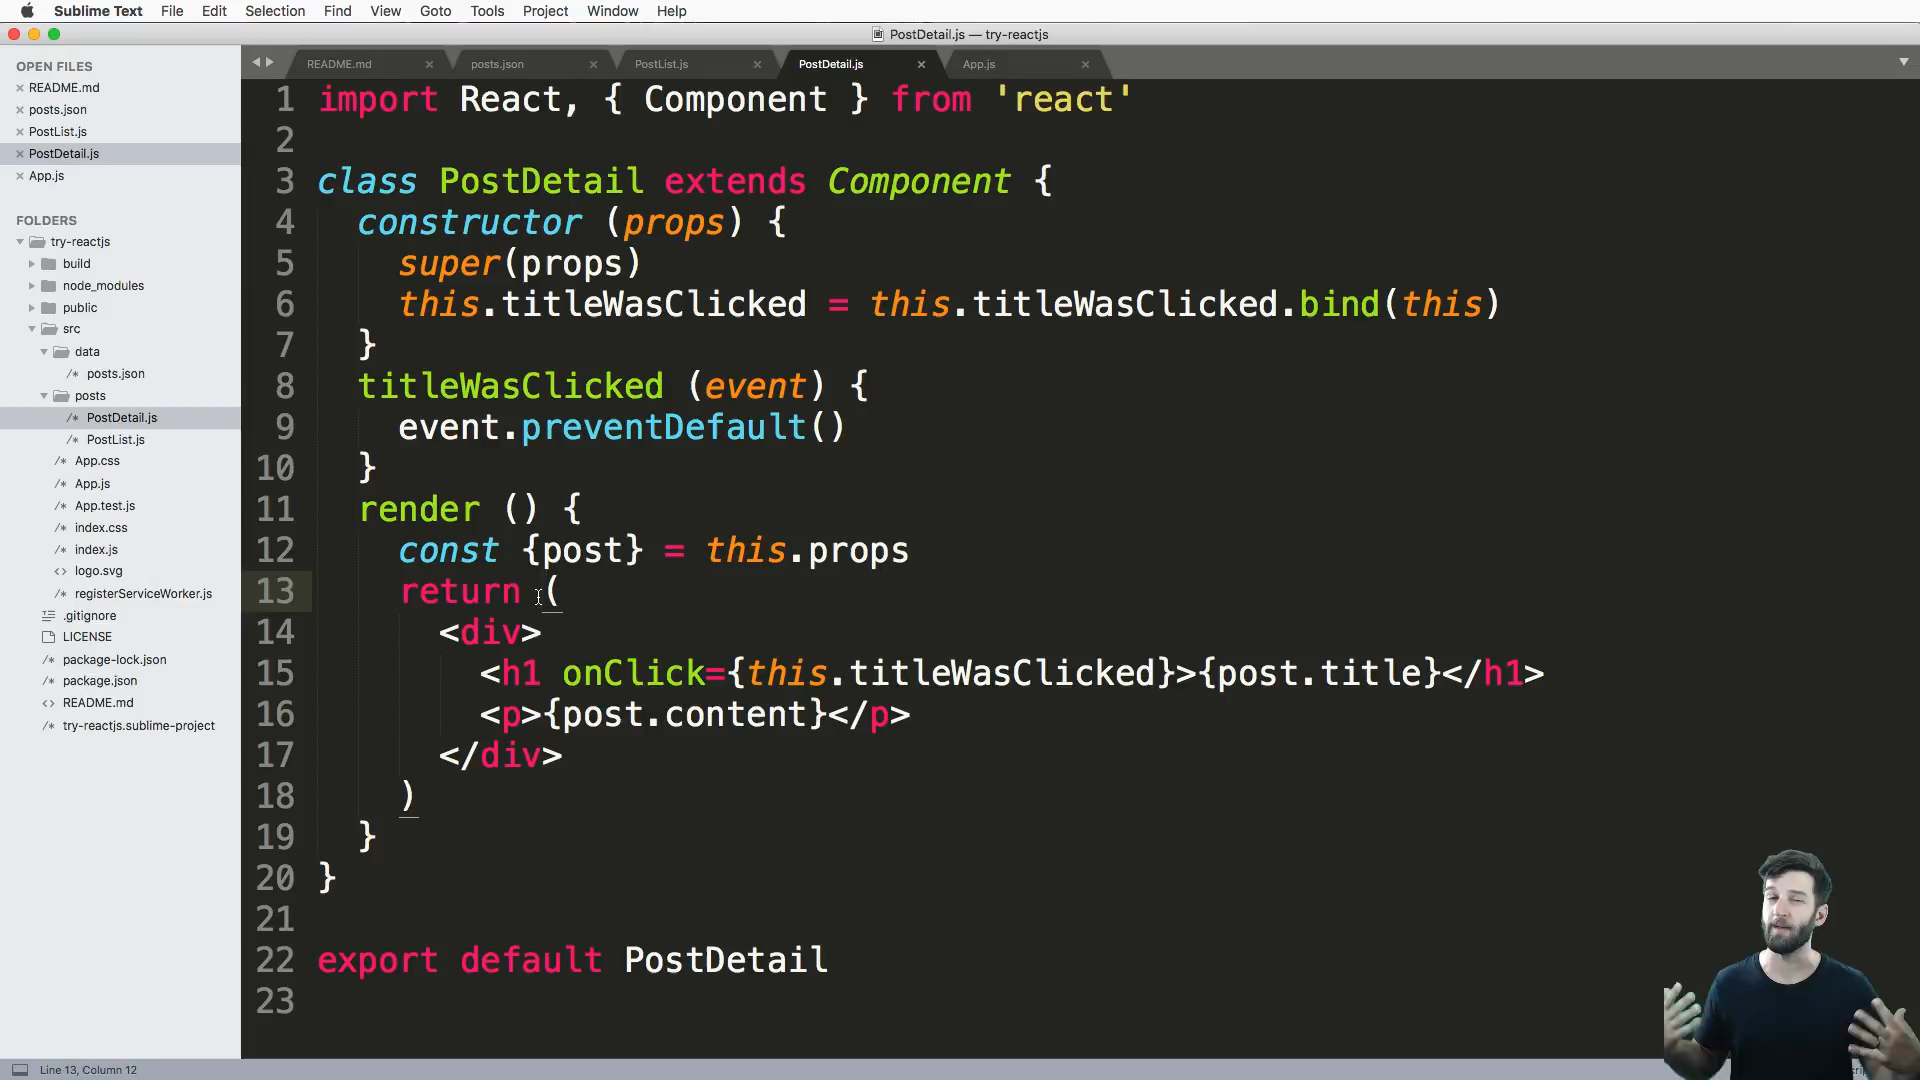 Sublime Text File Edit Selection Find View Goto Tools Project Window Help
PostDetail.js — try-reactjs
OPEN FILES
README.md
posts.json
PostList.js
PostDetail.js
App.js
FOLDERS
try-reactjs
build
node_modules
public
src
data
posts.json
posts
PostDetail.js
PostList.js
App.css
App.js
App.test.js
index.css
index.js
logo.svg
registerServiceWorker.js
.gitignore
LICENSE
package-lock.json
package.json
README.md
try-reactjs.sublime-project
README.md posts.json PostList.js PostDetail.js App.js
1 import React, { Component } from 'react'
2
3 class PostDetail extends Component {
4 constructor (props) {
5 super(props)
6 this.titleWasClicked = this.titleWasClicked.bind(this)
7 }
8 titleWasClicked (event) {
9 event.preventDefault()
10 }
11 render () {
12 const {post} = this.props
13 return (
14 <div>
15 <h1 onClick={this.titleWasClicked}>{post.title}</h1>
16 <p>{post.content}</p>
17 </div>
18 )
19 }
20 }
21
22 export default PostDetail
23
Line 13, Column 12